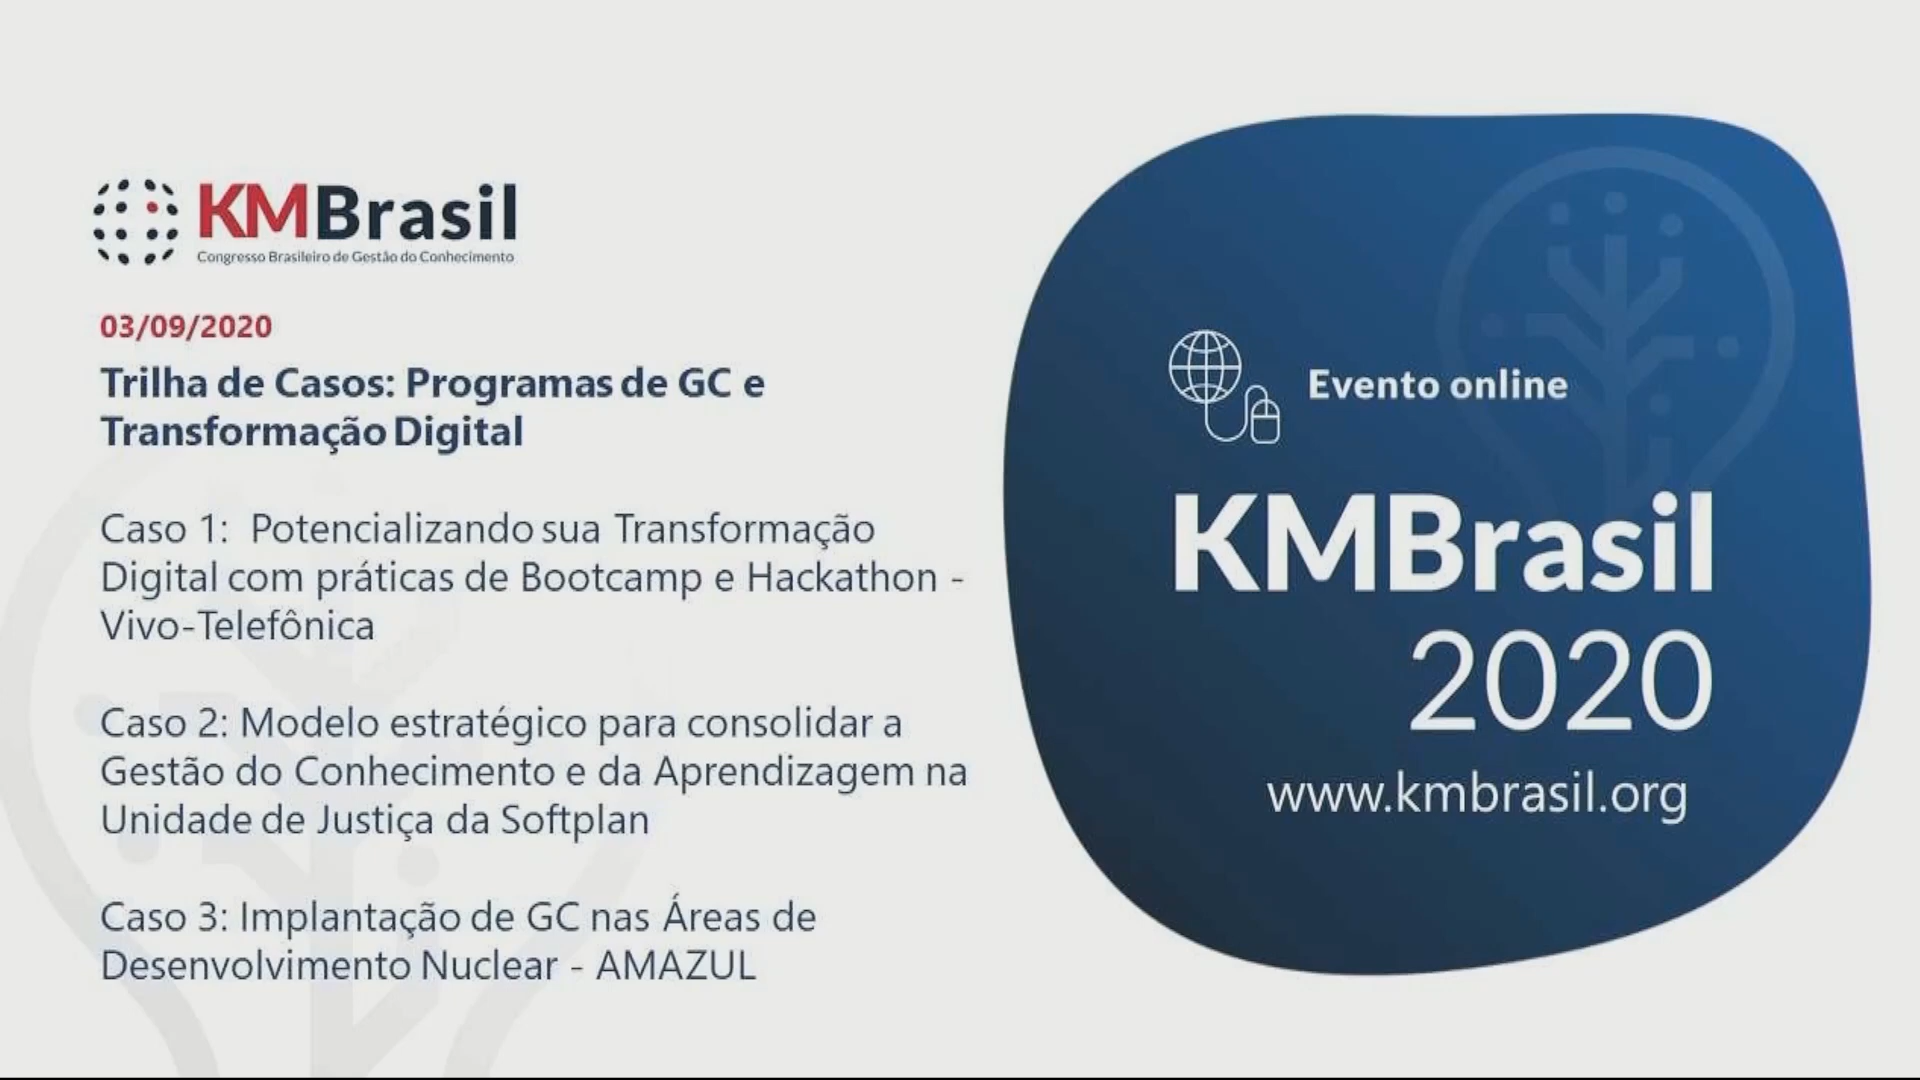 KMBrasil
Congresso Brasileiro de Gestão do Conhecimento
03/09/2020
Trilha de Casos: Programas de GC e
Transformação Digital
Caso 1: Potencializando sua Transformação
Digital com práticas de Bootcamp e Hackathon -
Vivo-Telefônica
Caso 2: Modelo estratégico para consolidar a
Gestão do Conhecimento e da Aprendizagem na
Unidade de Justiça da Softplan
Caso 3: Implantação de GC nas Áreas de
Desenvolvimento Nuclear - AMAZUL
Evento online
KMBrasil
2020
www.kmbrasil.org